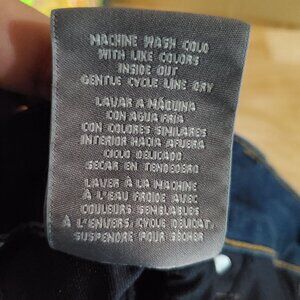 MACHINE WASH COLD
WITH LIKE COLORS
INSIDE OUT
GENTLE CYCLE LINE DRY
LAVAR A MÁQUINA
CON AGUA FRIA
CON COLORES SIMILARES
INTERIOR HACIA AFUERA
CICLO DELICADO
SECAR EN TENDEDERO
LAVER À LA MACHINE
À L'EAU FROIDE AVEC
COULEURS SEMBLABLES
À L'ENVERS. CYCLE DÉLICAT.
SUSPENDRE POUR SÉCHER